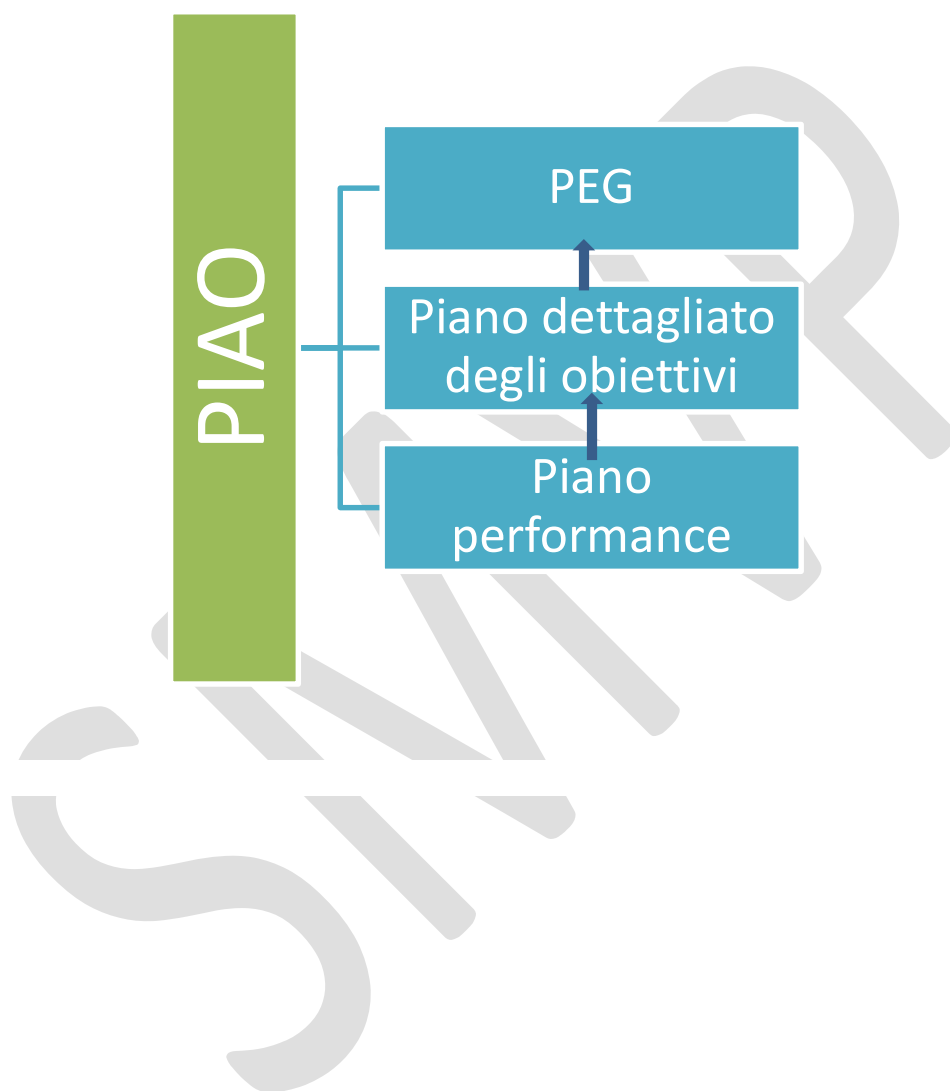 PIAO
PEG
Piano dettagliato
degli obiettivi
Piano
performance